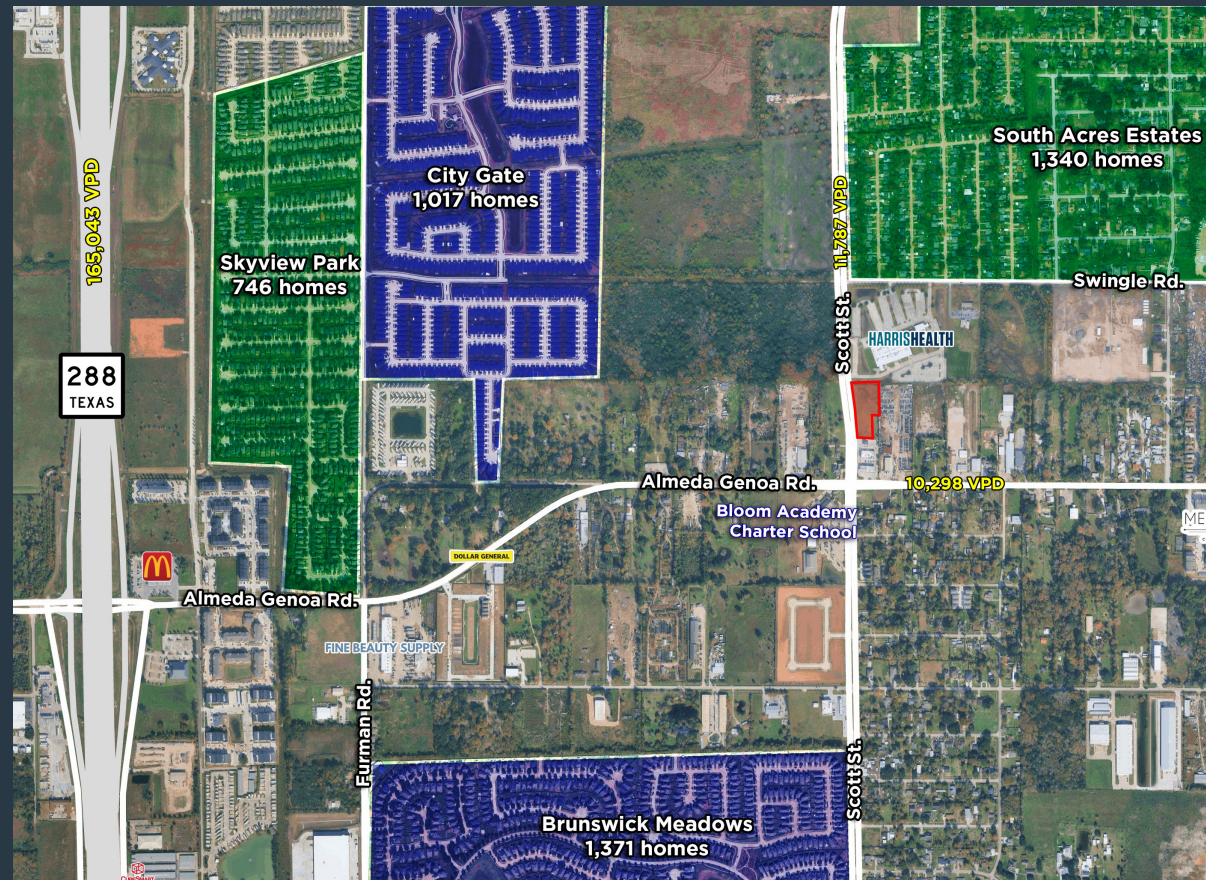 165,043 VPD
288
TEXAS
Skyview Park
746 homes
City Gate
1,017 homes
11,787 VPD
South Acres Estates
1,340 homes
Swingle Rd.
Scott St.
HARRISHEALTH
Almeda Genoa Rd.
10,298 VPD
Bloom Academy
Charter School
ME
DOLLAR GENERAL
Almeda Genoa Rd.
FINE BEAUTY SUPPLY
Furman Rd.
Scott St.
Brunswick Meadows
1,371 homes